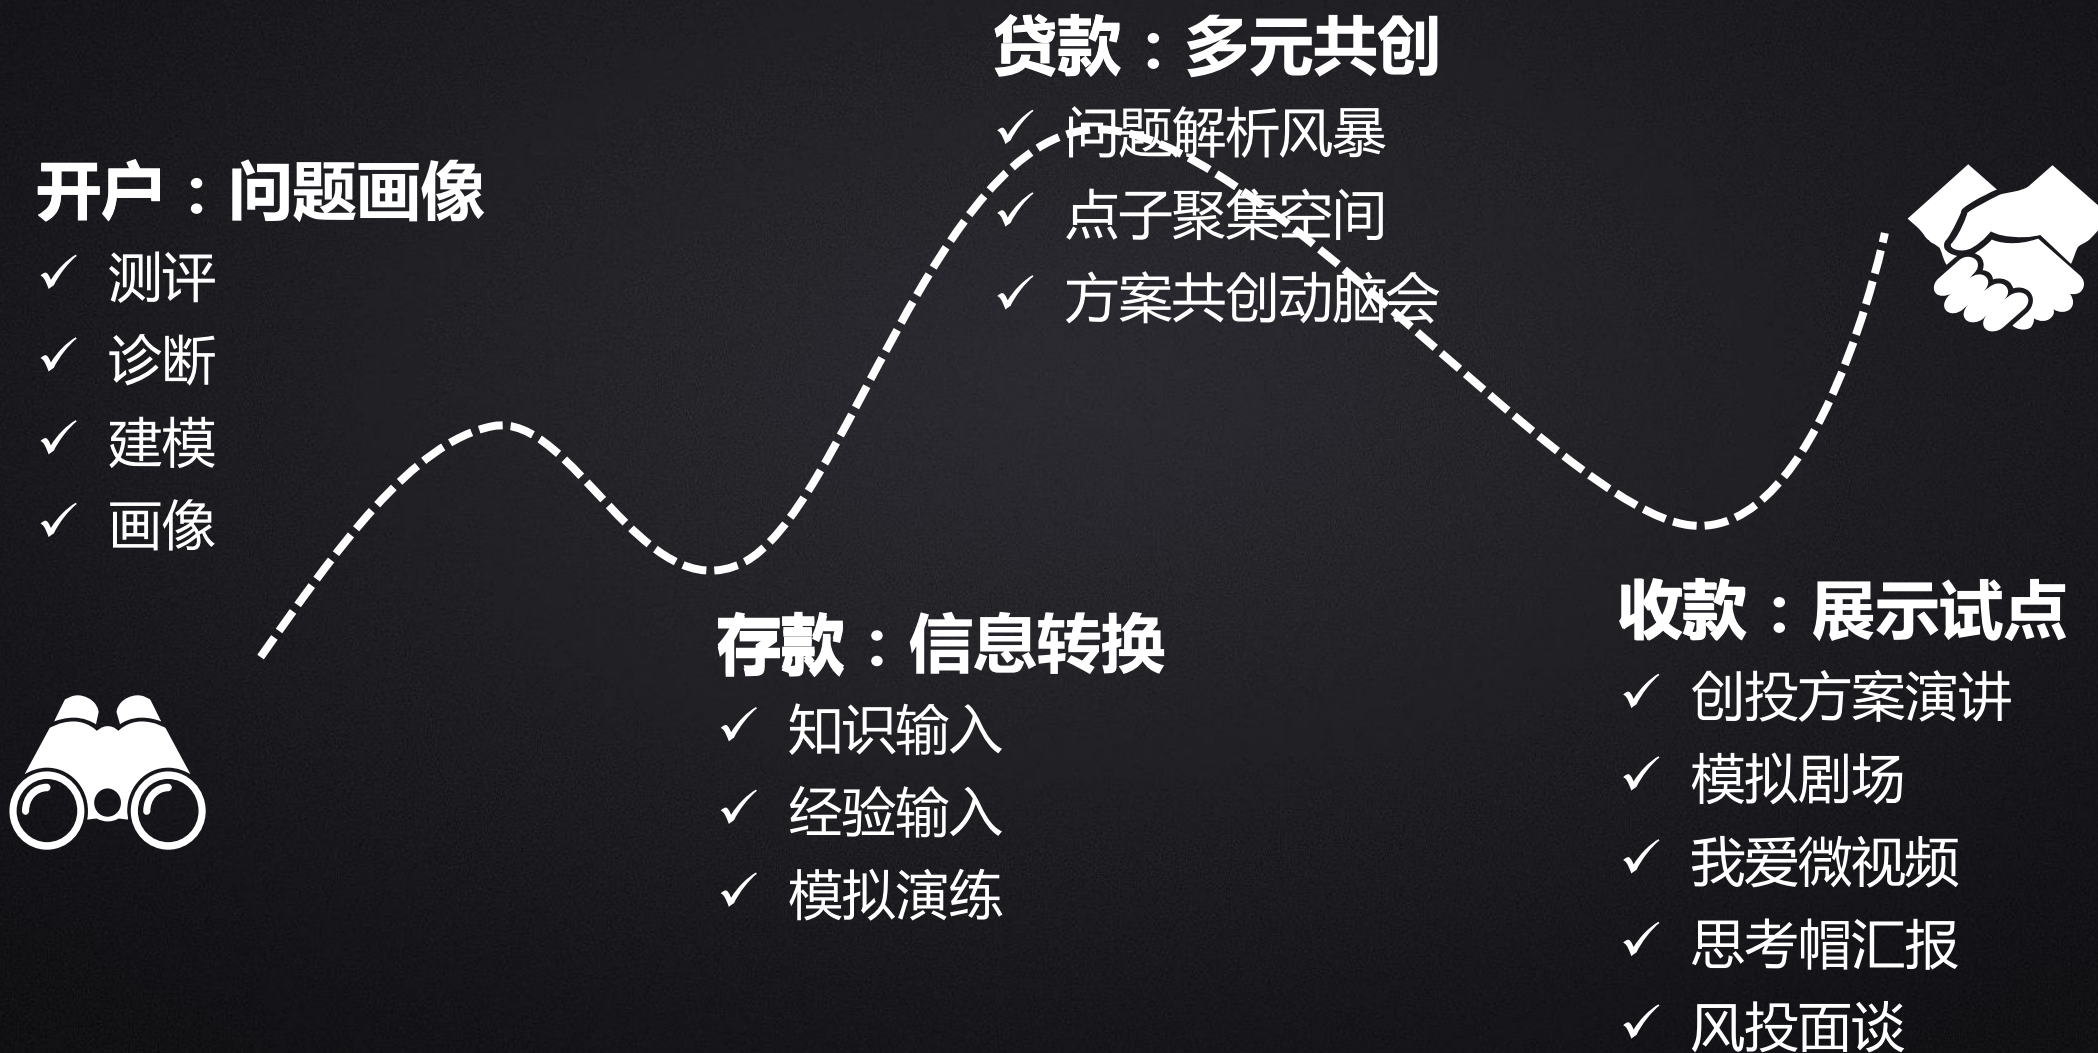 开户：问题画像
测评
诊断
建模
画像
存款：信息转换
知识输入
经验输入
模拟演练
贷款：多元共创
问题解析风暴
点子聚集空间
方案共创动脑会
收款：展示试点
创投方案演讲
模拟剧场
我爱微视频
思考帽汇报
风投面谈